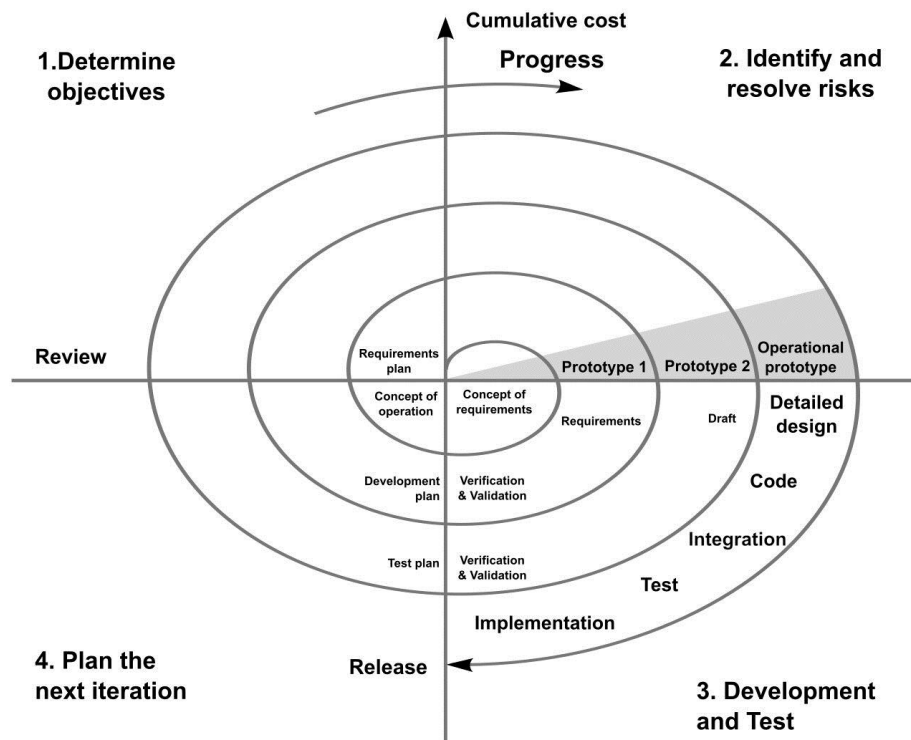 Cumulative cost
1.Determine
objectives
Progress
2. Identify and
resolve risks
Review
Requirements
plan
Prototype 1
Prototype 2
Operational
prototype
Concept of
operation
Concept of
requirements
Requirements
Draft
Detailed
design
Development
plan
Verification
& Validation
Code
Integration
Test plan
Verification
& Validation
Test
Implementation
4. Plan the
next iteration
Release
3. Development
and Test